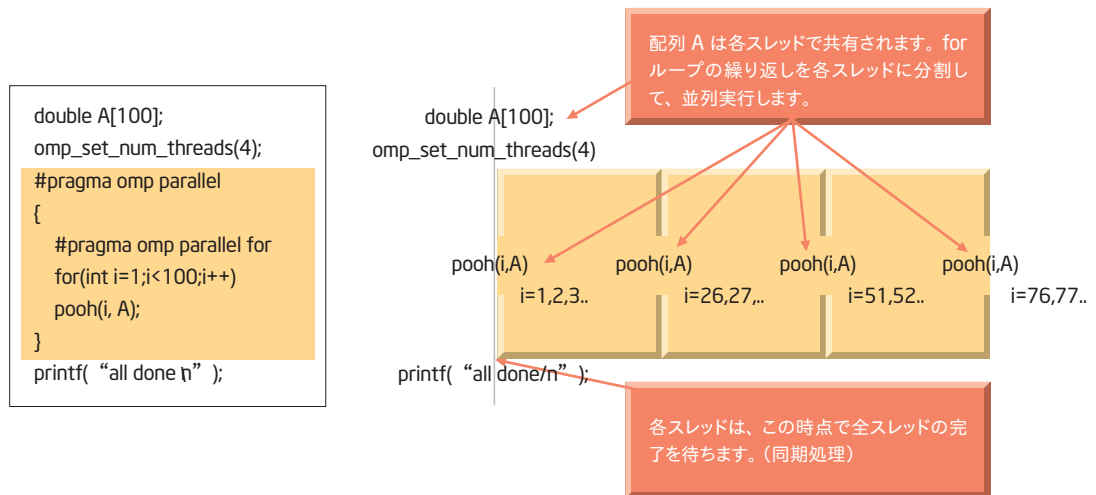 double A[100];
omp_set_num_threads(4);
#pragma omp parallel
{
#pragma omp parallel for
for(int i=1;i<100;i++)
pooh(i, A);
}
printf( “all done \n” );
配列 A は各スレッドで共有されます。for
ループの繰り返しを各スレッドに分割し
て、並列実行します。
double A[100];
omp_set_num_threads(4)
pooh(i,A)
i=1,2,3..
pooh(i,A)
i=26,27,..
pooh(i,A)
i=51,52..
pooh(i,A)
i=76,77..
printf( “all done/n” );
各スレッドは、この時点で全スレッドの完
了を待ちます。（同期処理）